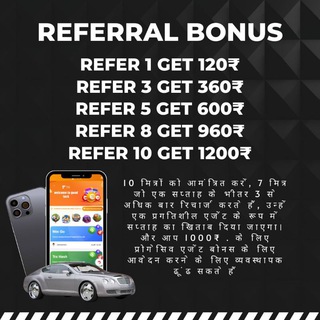 REFERRAL BONUS
REFER 1 GET 120₹
REFER 3 GET 360₹
REFER 5 GET 600₹
REFER 8 GET 960₹
REFER 10 GET 1200₹
10 मित्रों को आमंत्रित करें, 7 मित्र
जो एक सप्ताह के भीतर 3 से
अधिक बार रिचार्ज करते हैं, उन्हें
एक प्रगतिशील एजेंट के रूप में
सप्ताह का खिताब दिया जाएगा।
और आप 1000₹ . के लिए
प्रोग्रेसिव एजेंट बोनस के लिए
आवेदन करने के लिए व्यवस्थापक
ढूंढ सकते हैं
Win Go